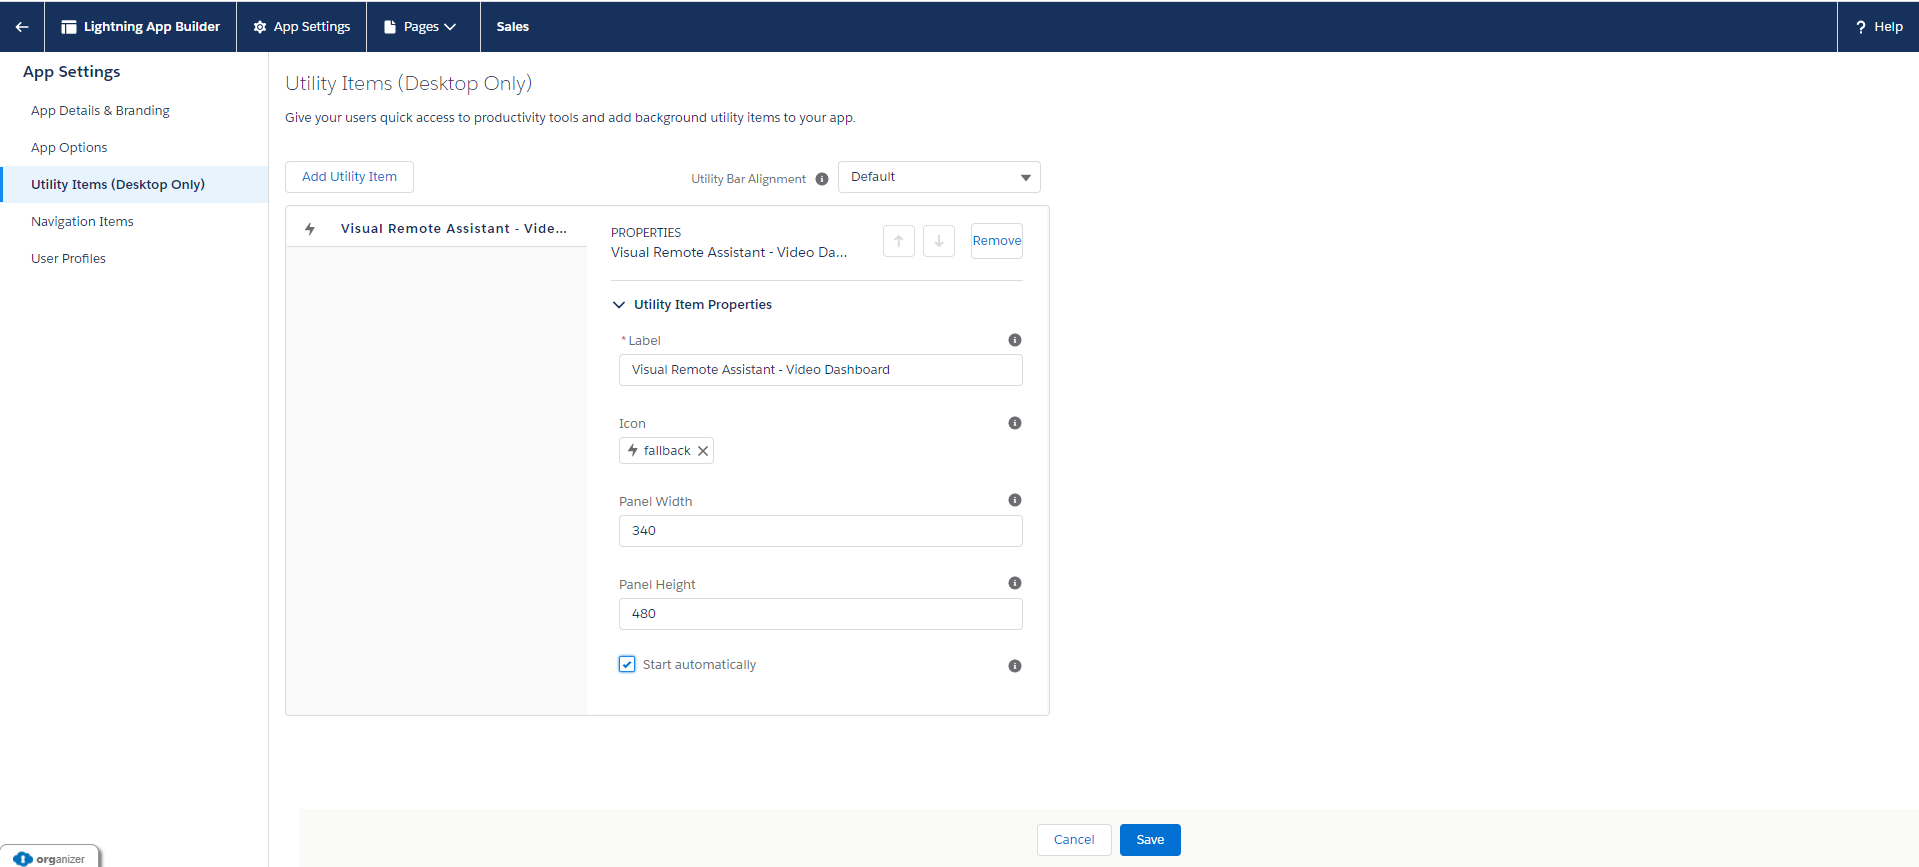 Lightning App Builder
App Settings
Pages
Sales
? Help
App Settings
App Details & Branding
App Options
Utility Items (Desktop Only)
Navigation Items
User Profiles
Utility Items (Desktop Only)
Give your users quick access to productivity tools and add background utility items to your app.
Add Utility Item
Utility Bar Alignment
Default
Visual Remote Assistant - Vide...
PROPERTIES
Visual Remote Assistant - Video Da...
Remove
Utility Item Properties
* Label
Visual Remote Assistant - Video Dashboard
Icon
fallback
Panel Width
340
Panel Height
480
Start automatically
Cancel
Save
organizer